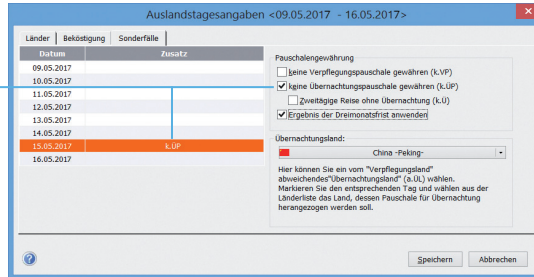 Auslandstagesangaben <09.05.2017 - 16.05.2017>
Länder Beköstigung Sonderfälle
Datum Zusatz
09.05.2017
10.05.2017
11.05.2017
12.05.2017
13.05.2017
14.05.2017
15.05.2017 k.ÜP
16.05.2017
Pauschalengewährung
keine Verpflegungspauschale gewähren (k.VP)
keine Übernachtungspauschale gewähren (k.ÜP)
Zweitägige Reise ohne Übernachtung (k.Ü)
Ergebnis der Dreimonatsfrist anwenden
Übernachtungsland:
China -Peking-
Hier können Sie ein vom "Verpflegungsland"
abweichendes"Übernachtungsland" (a.ÜL) wählen.
Markieren Sie den entsprechenden Tag und wählen aus der
Länderliste das Land, dessen Pauschale für Übernachtung
herangezogen werden soll.
Speichern Abbrechen